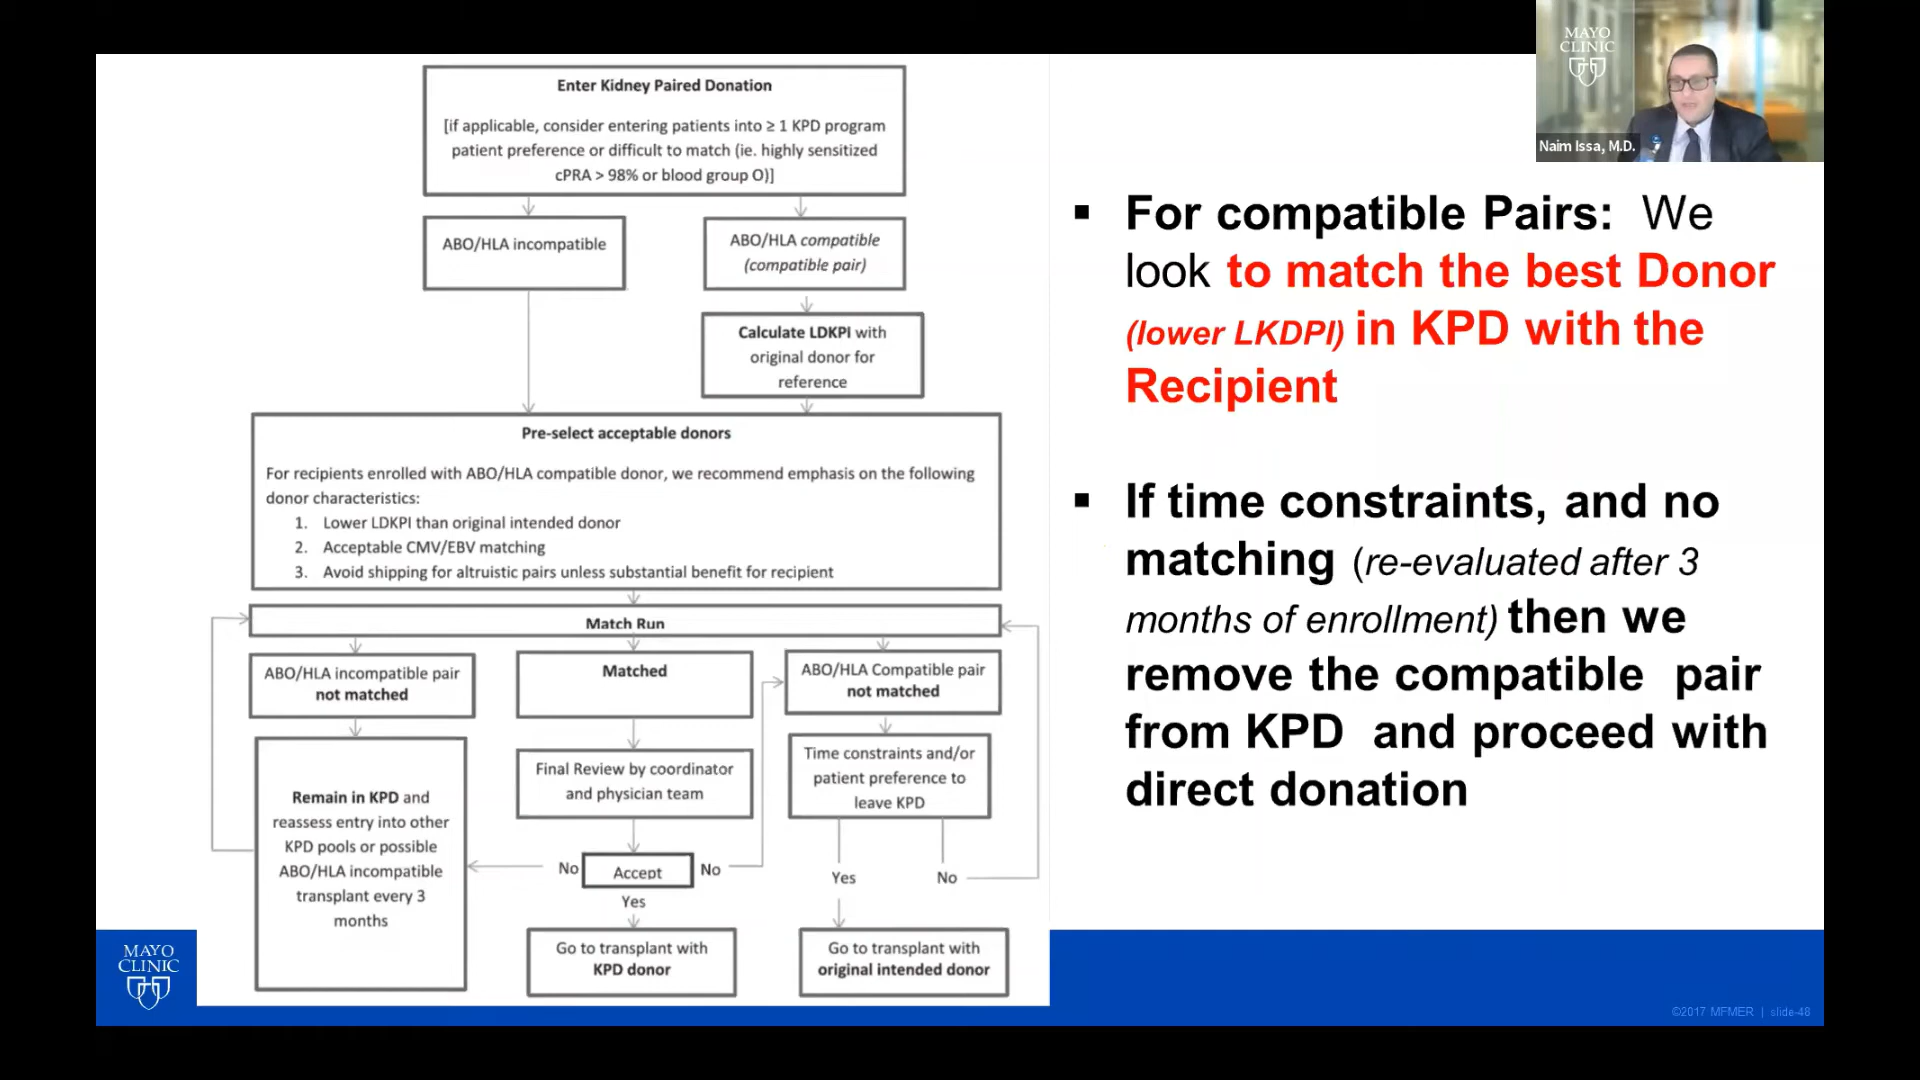 MAYO
CLINIC
Naim Issa, M.D.
Enter Kidney Paired Donation
[if applicable, consider entering patients into ≥ 1 KPD program
patient preference or difficult to match (ie. highly sensitized
cPRA > 98% or blood group O)]
ABO/HLA incompatible
ABO/HLA compatible
(compatible pair)
Calculate LDKPI with
original donor for
reference
Pre-select acceptable donors
For recipients enrolled with ABO/HLA compatible donor, we recommend emphasis on the following
donor characteristics:
1. Lower LDKPI than original intended donor
2. Acceptable CMV/EBV matching
3. Avoid shipping for altruistic pairs unless substantial benefit for recipient
Match Run
ABO/HLA incompatible pair
not matched
Matched
ABO/HLA Compatible pair
not matched
Remain in KPD and
reassess entry into other
KPD pools or possible
ABO/HLA incompatible
transplant every 3
months
Final Review by coordinator
and physician team
Time constraints and/or
patient preference to
leave KPD
No
Accept
No
Yes
Yes
No
Go to transplant with
KPD donor
Go to transplant with
original intended donor
▪ For compatible Pairs: We
look to match the best Donor
(lower LKDPI) in KPD with the
Recipient
▪ If time constraints, and no
matching (re-evaluated after 3
months of enrollment) then we
remove the compatible pair
from KPD and proceed with
direct donation
MAYO
CLINIC
©2017 MFMER | slide-48